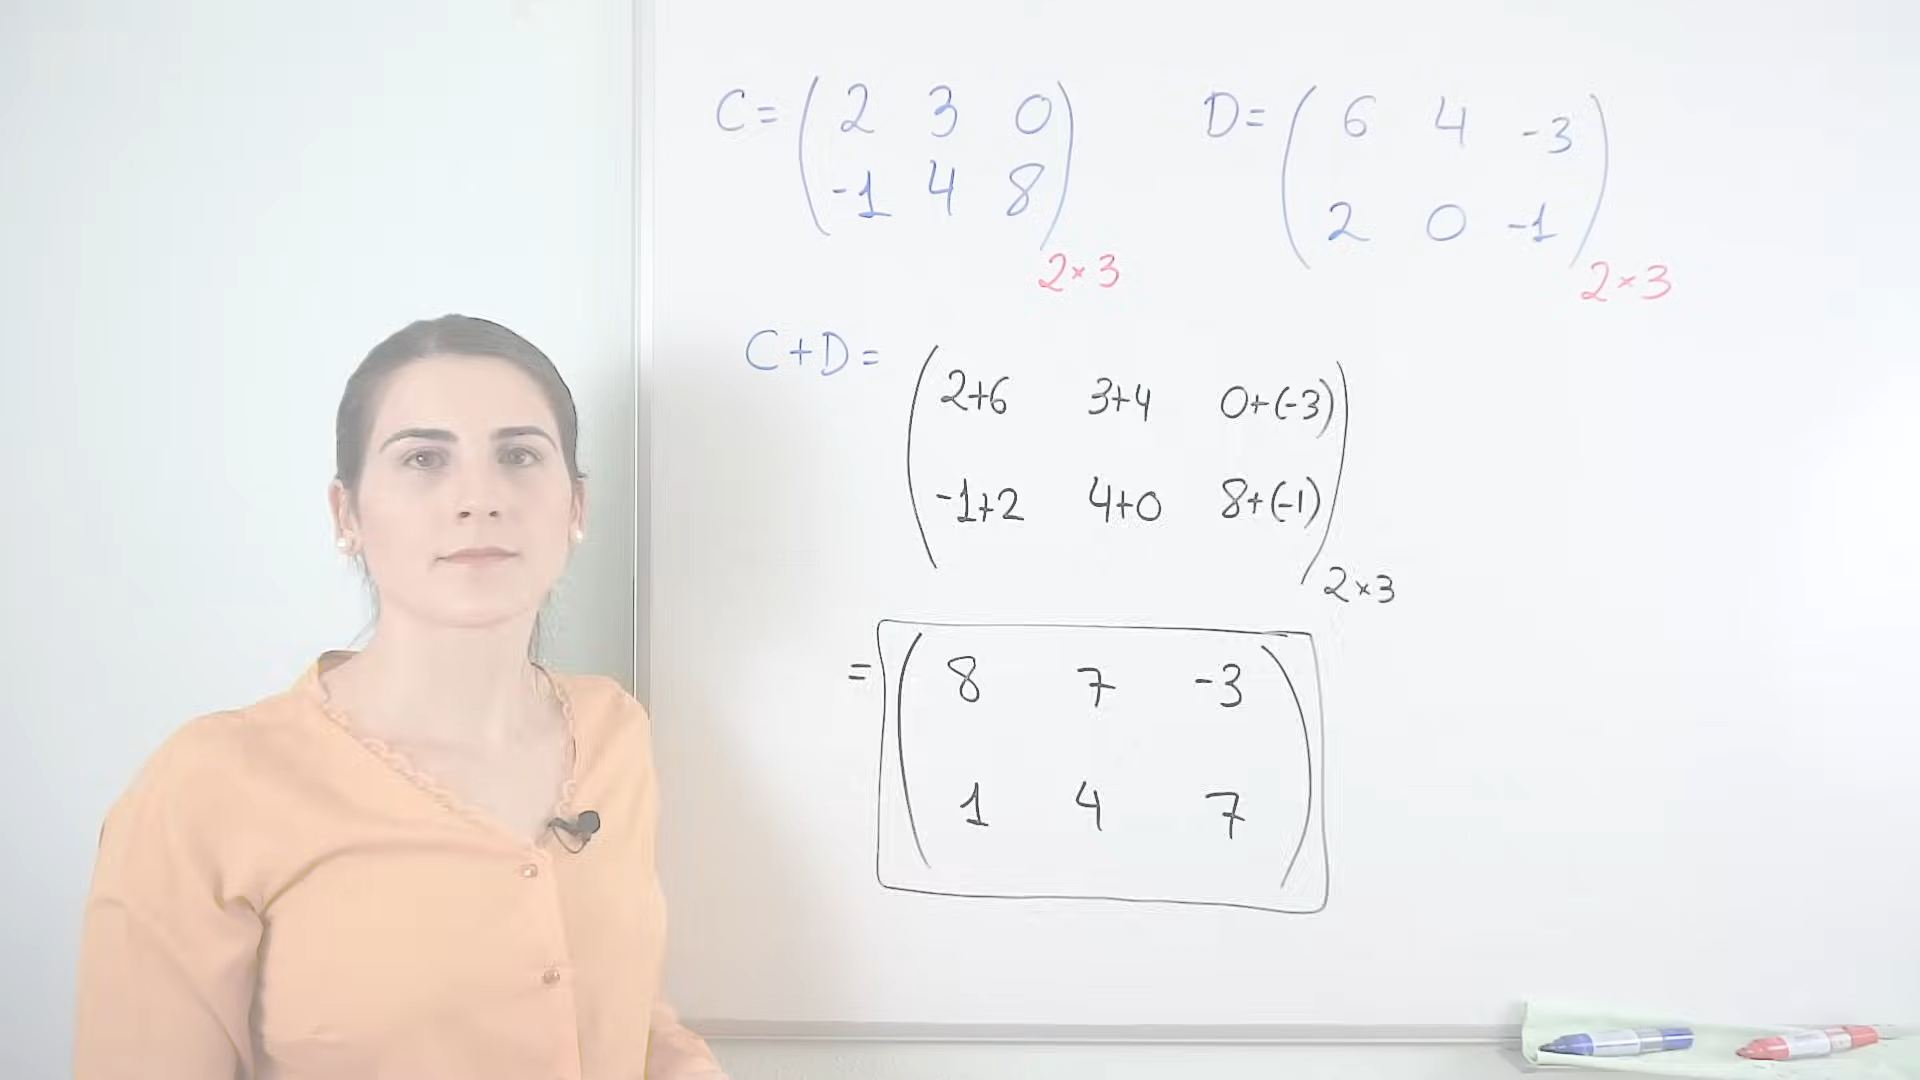 C = ( 2 3 0 D = ( 6 4 -3
-1 4 8 ) 2×3 2 0 -1 ) 2×3
C+D = ( 2+6 3+4 0+(-3)
-1+2 4+0 8+(-1) ) 2×3
= ( 8 7 -3
1 4 7 )